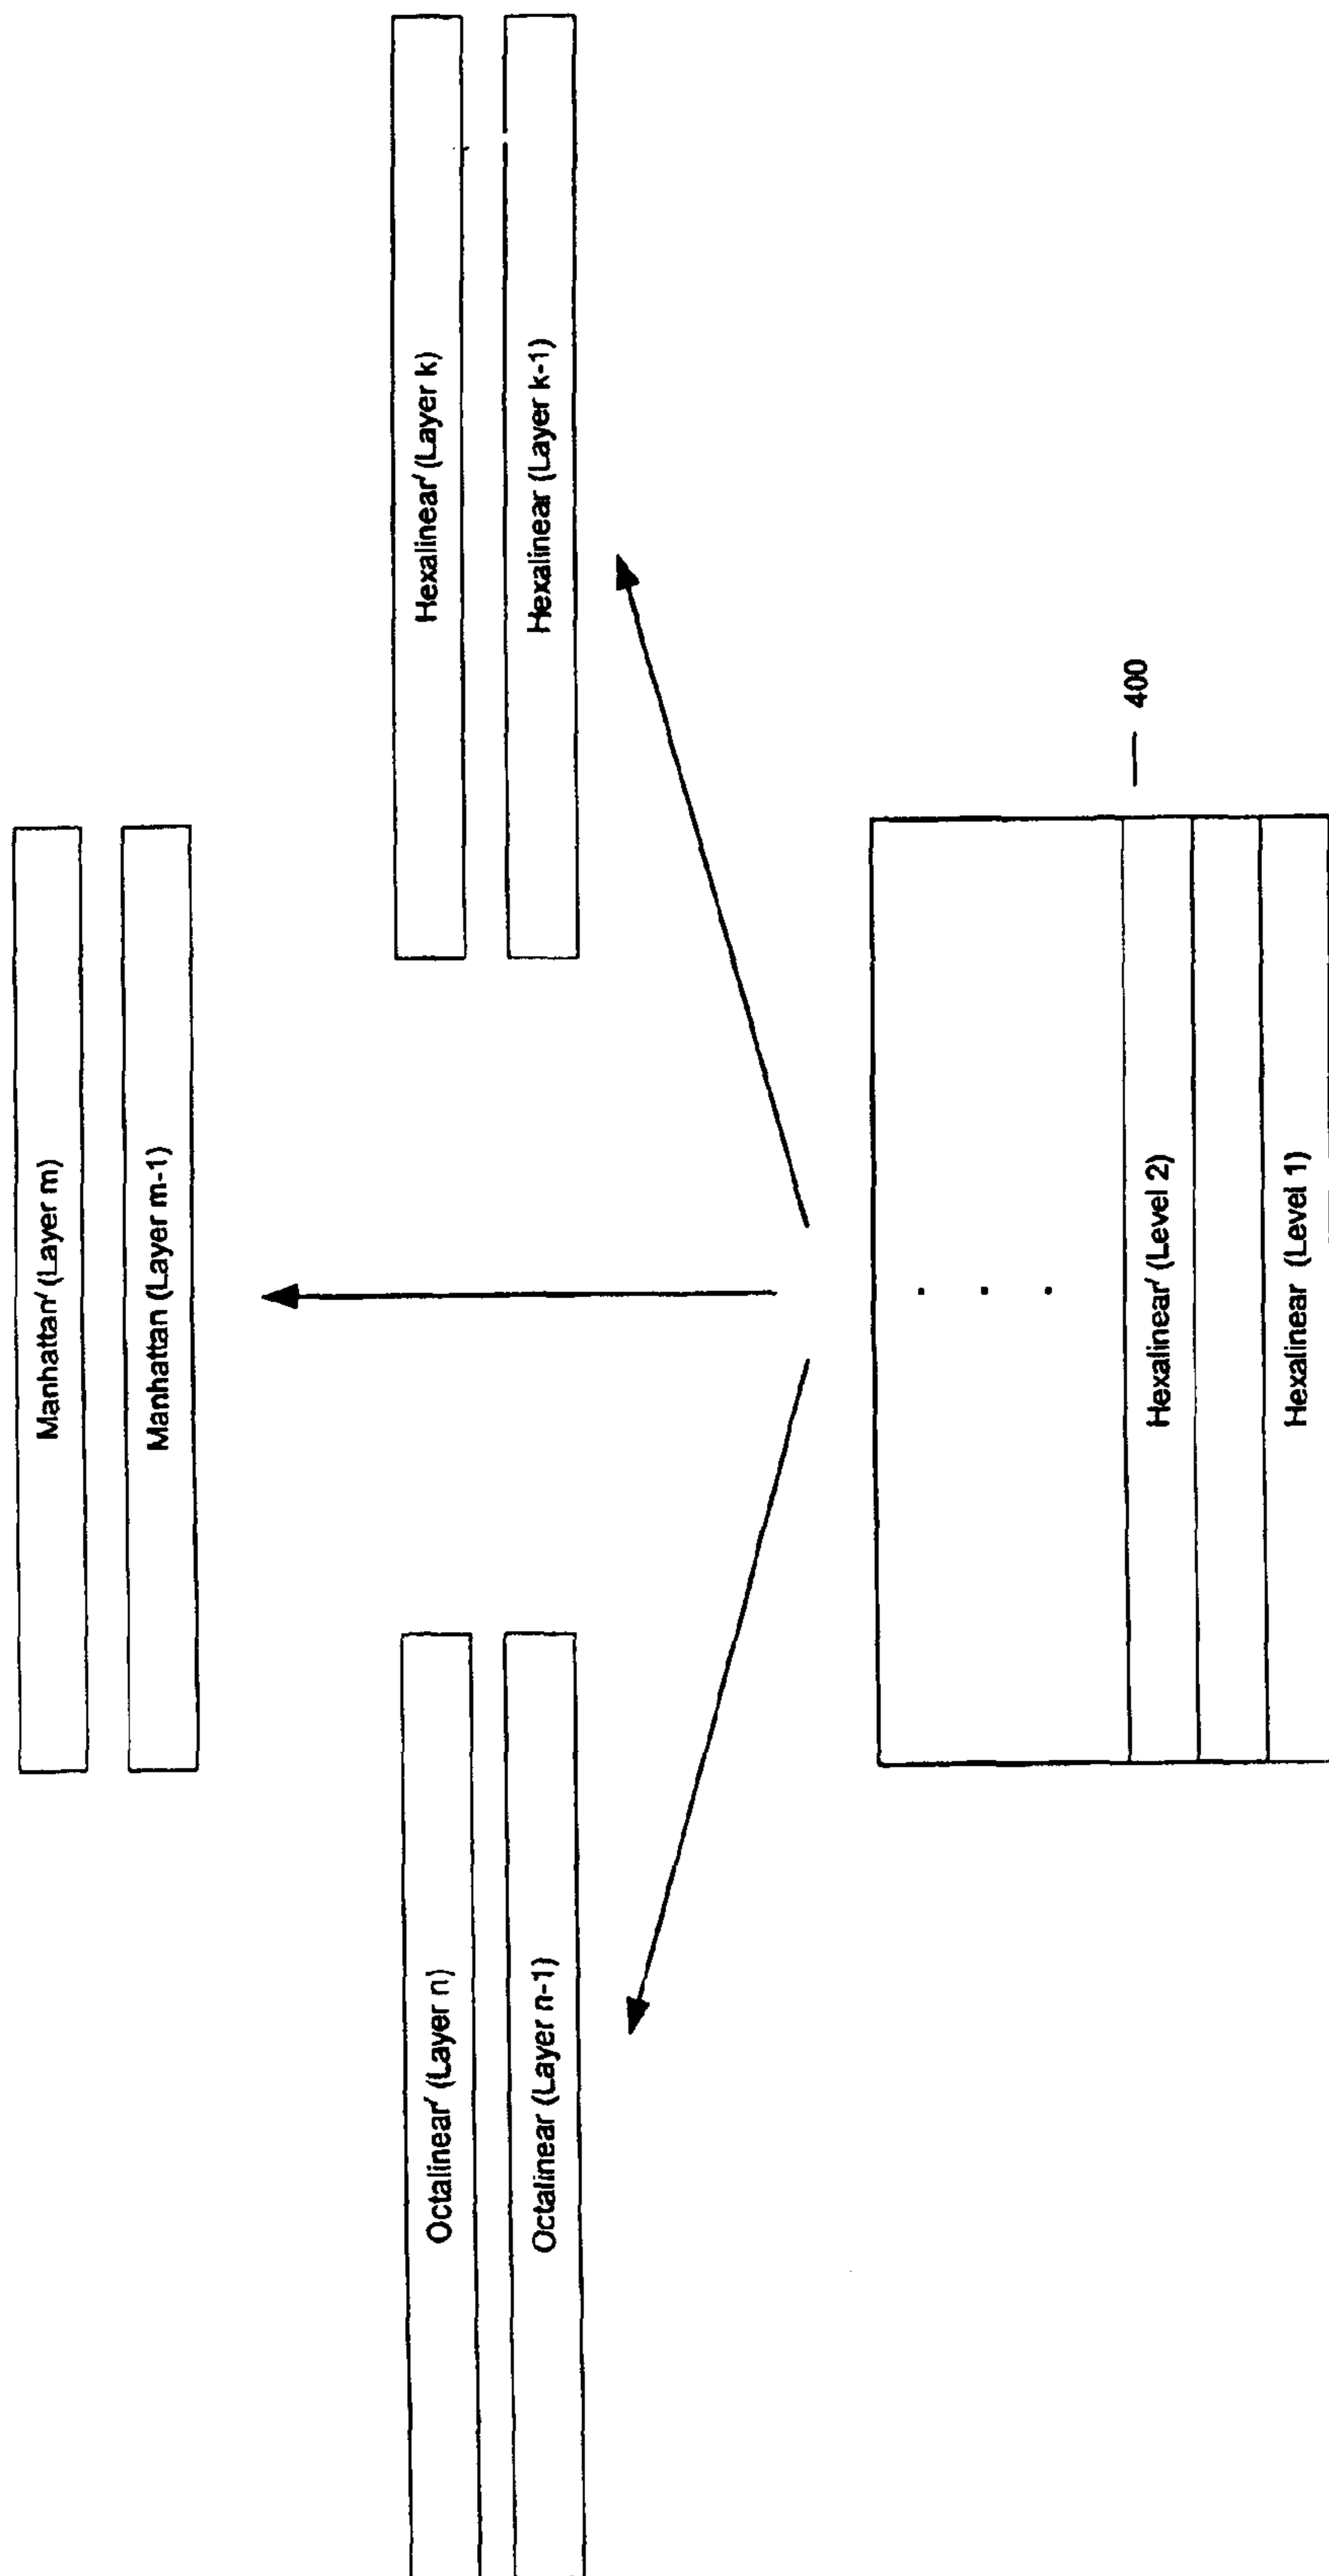 Manhattan' (Layer m)
Manhattan (Layer m-1)
Octalinear' (Layer n)
Octalinear (Layer n-1)
Hexalinear' (Layer k)
Hexalinear (Layer k-1)
400
Hexalinear' (Level 2)
Hexalinear (Level 1)